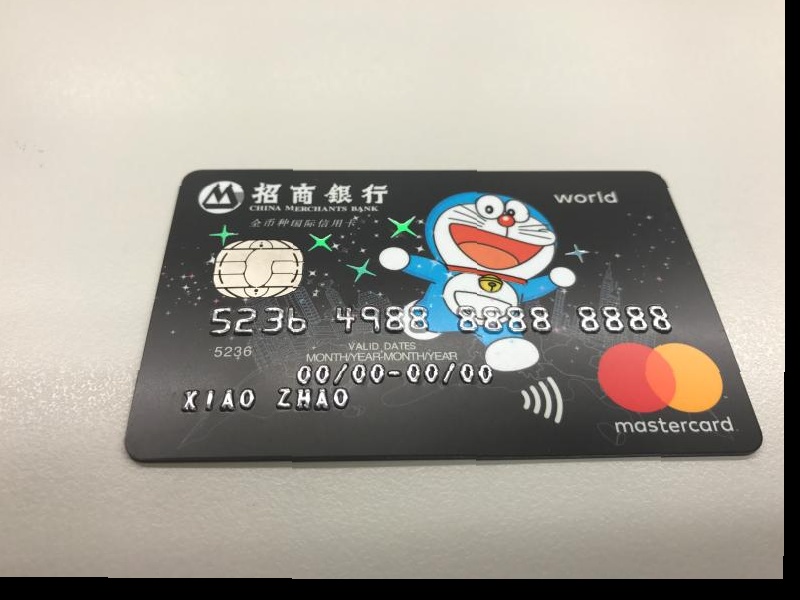 招商銀行
CHINA MERCHANTS BANK
全币种国际信用卡
world
5236 4988 8888 8888
5236
VALID DATES
MONTH/YEAR-MONTH/YEAR
00/00-00/00
XIAO ZHAO
mastercard